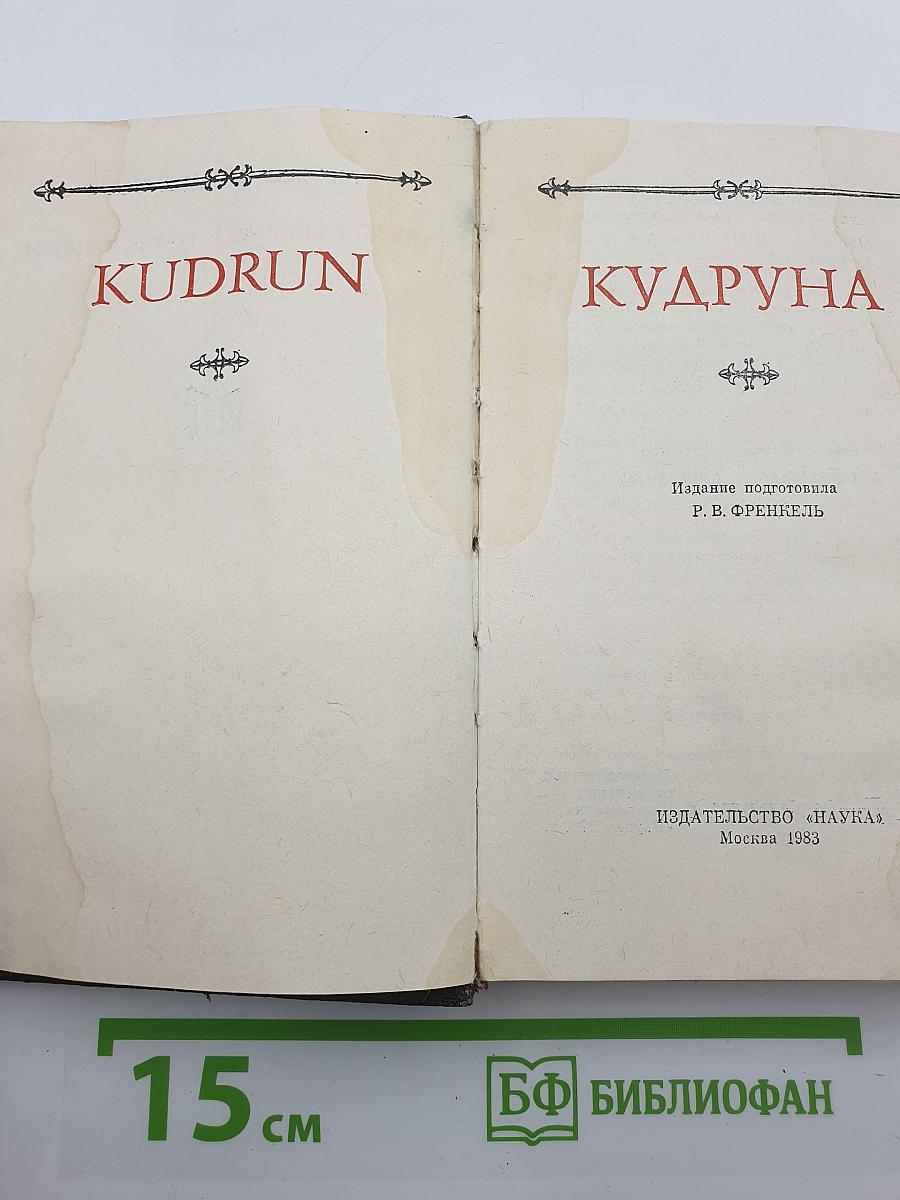 KUDRUN
КУДРУНА
Издание подготовила
Р. В. ФРЕНКЕЛЬ
ИЗДАТЕЛЬСТВО «НАУКА»
Москва 1983
15 см
БФ БИБЛИОФАН